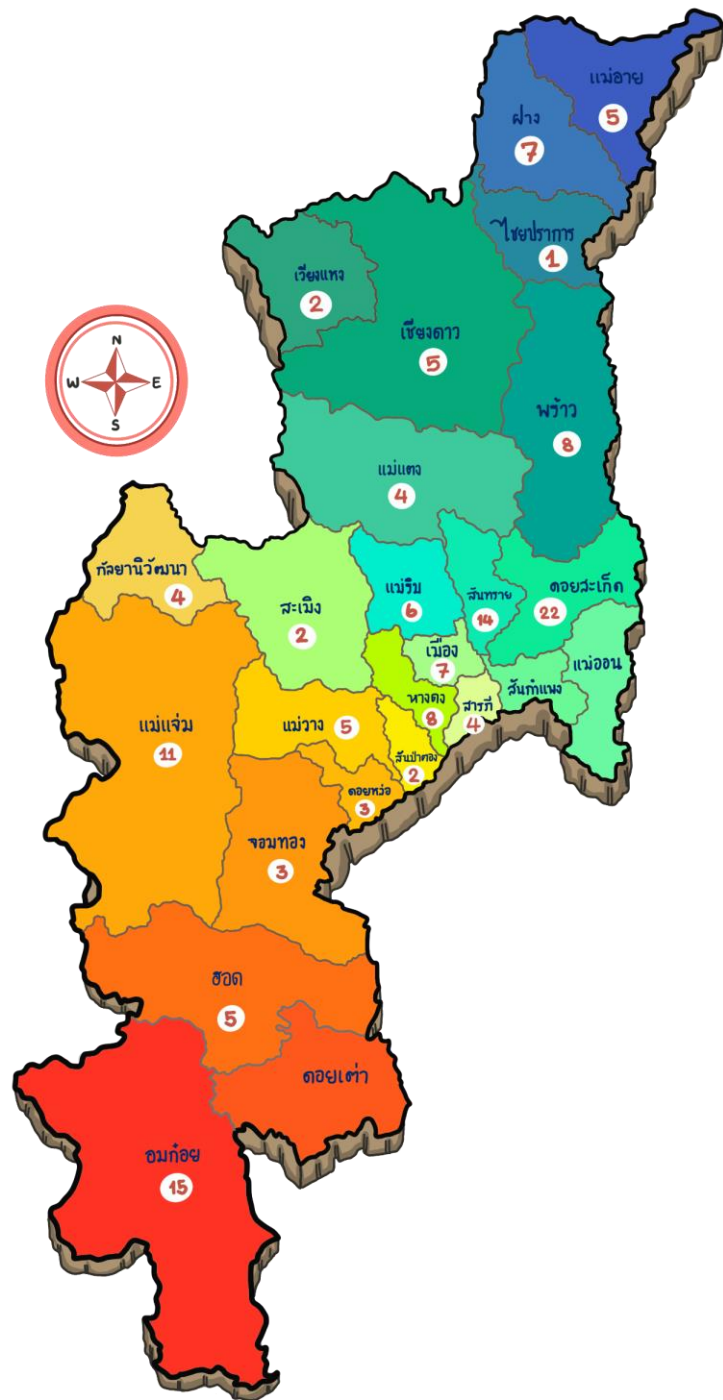 แม่อาย
5
ฝาง
7
ไชยปราการ
1
เวียงแหง
2
เชียงดาว
5
N
W E
S
พร้าว
8
แม่แตง
4
กัลยานิวัฒนา
4
สะเมิง
2
แม่ริม
6
สันทราย
14
ดอยสะเก็ด
22
เมือง
7
แม่ออน
สันกำแพง
หางดง
8
สารภี
4
แม่แจ่ม
11
แม่วาง
5
สันป่าตอง
2
ดอยหล่อ
3
จอมทอง
3
ฮอด
5
ดอยเต่า
อมก๋อย
15